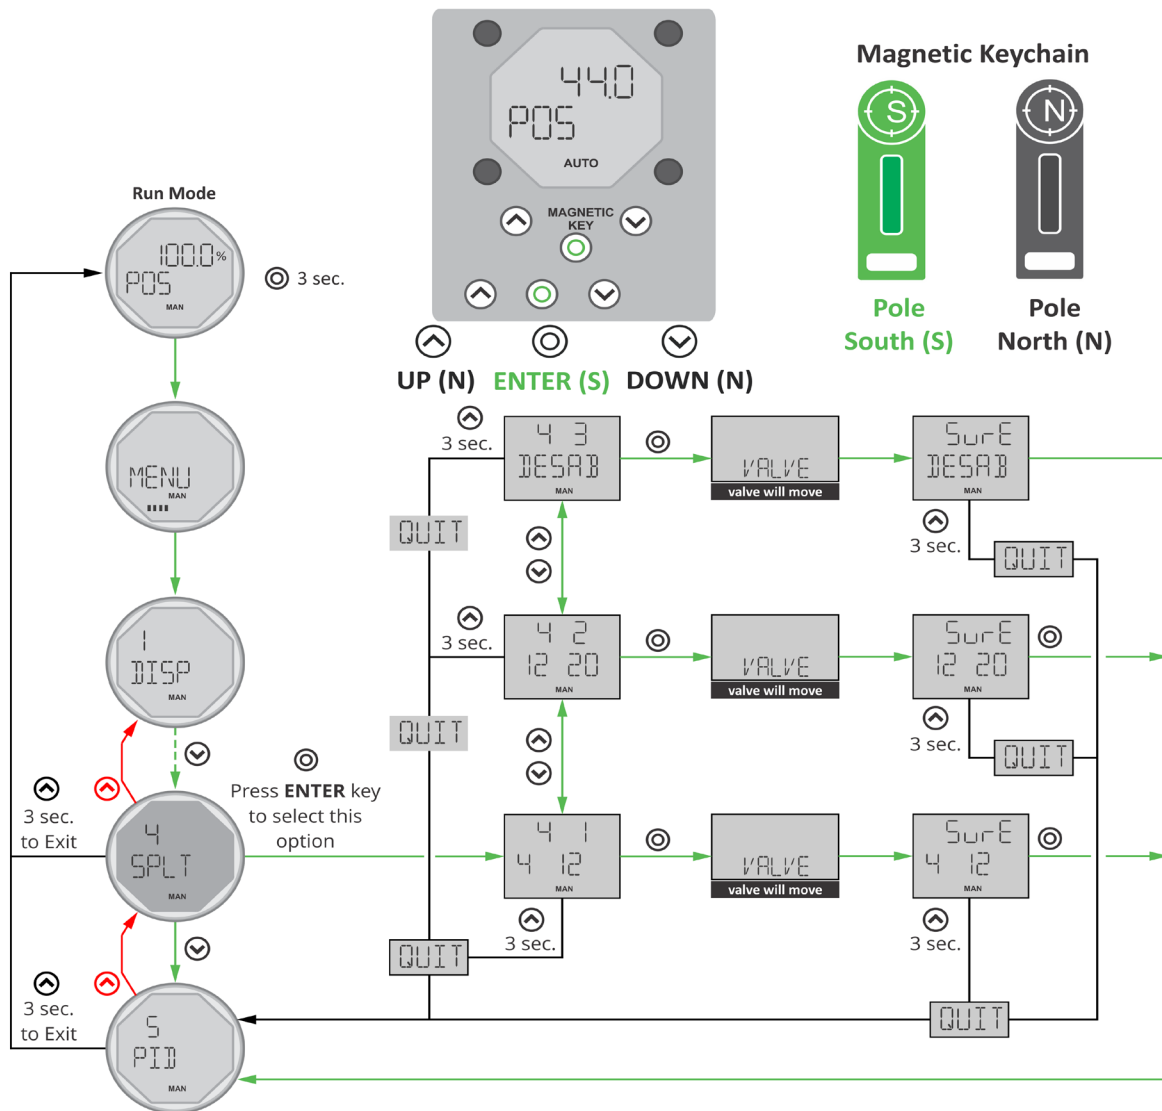 44.0
POS
AUTO
MAGNETIC
KEY
Magnetic Keychain
S
N
Pole
South (S)
Pole
North (N)
UP (N)
ENTER (S)
DOWN (N)
Run Mode
100.0%
POS
MAN
3 sec.
MENU
MAN
1
DISP
MAN
3 sec.
to Exit
4
SPLT
MAN
Press ENTER key
to select this
option
3 sec.
to Exit
5
PID
MAN
3 sec.
4 3
DESAB
MAN
VALVE
valve will move
SurE
DESAB
MAN
QUIT
3 sec.
QUIT
3 sec.
4 2
12 20
MAN
VALVE
valve will move
SurE
12 20
MAN
QUIT
3 sec.
QUIT
4 1
4 12
MAN
VALVE
valve will move
SurE
4 12
MAN
3 sec.
QUIT
3 sec.
QUIT